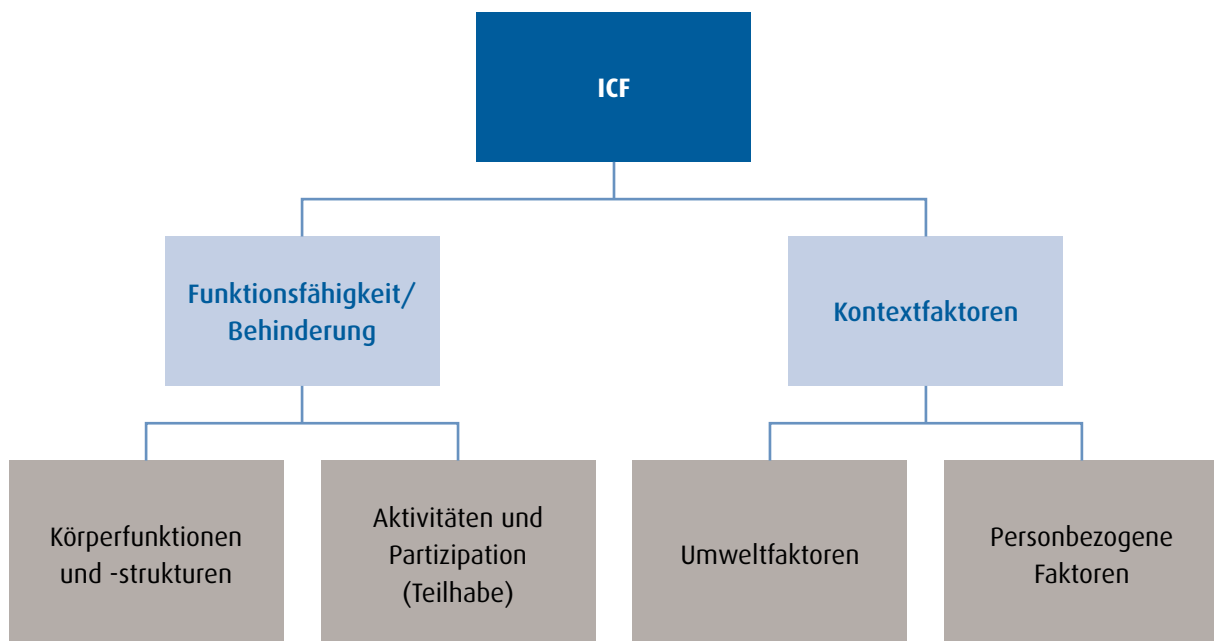 ICF
Funktionsfähigkeit/
Behinderung
Kontextfaktoren
Körperfunktionen
und -strukturen
Aktivitäten und
Partizipation
(Teilhabe)
Umweltfaktoren
Personbezogene
Faktoren